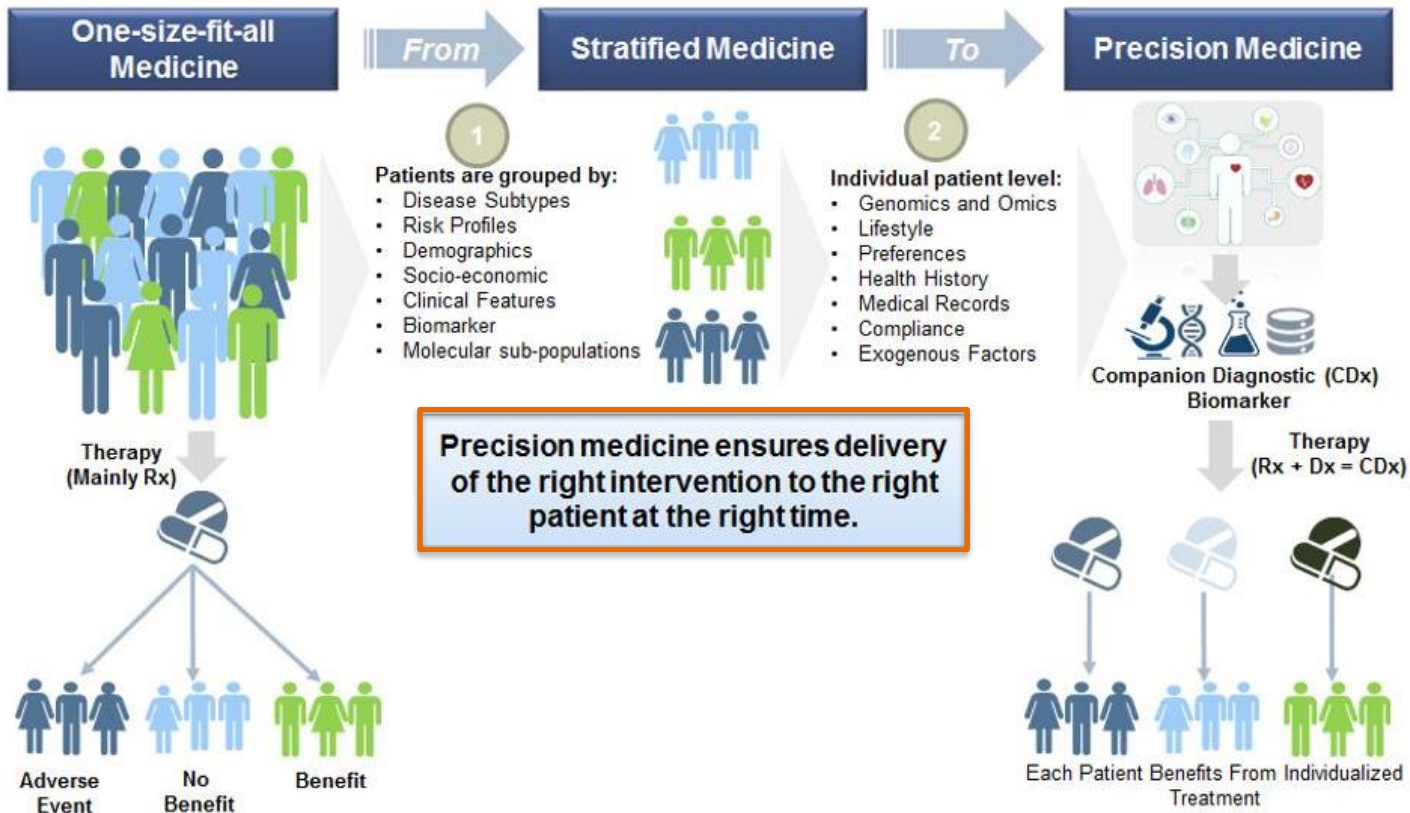 One-size-fit-all
Medicine
From
Stratified Medicine
To
Precision Medicine
1
Patients are grouped by:
• Disease Subtypes
• Risk Profiles
• Demographics
• Socio-economic
• Clinical Features
• Biomarker
• Molecular sub-populations
2
Individual patient level:
• Genomics and Omics
• Lifestyle
• Preferences
• Health History
• Medical Records
• Compliance
• Exogenous Factors
Companion Diagnostic (CDx)
Biomarker
Therapy
(Mainly Rx)
Precision medicine ensures delivery
of the right intervention to the right
patient at the right time.
Therapy
(Rx + Dx = CDx)
Adverse
Event
No
Benefit
Benefit
Each Patient
Benefits From
Treatment
Individualized